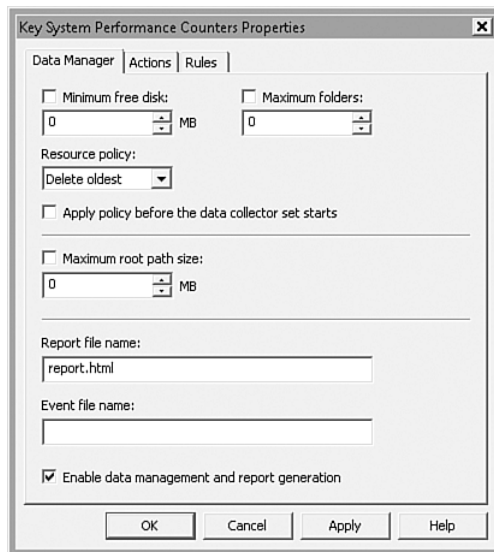 Key System Performance Counters Properties
Data Manager Actions Rules
Minimum free disk: Maximum folders:
0 MB 0
Resource policy:
Delete oldest
Apply policy before the data collector set starts
Maximum root path size:
0 MB
Report file name:
report.html
Event file name:
Enable data management and report generation
OK Cancel Apply Help